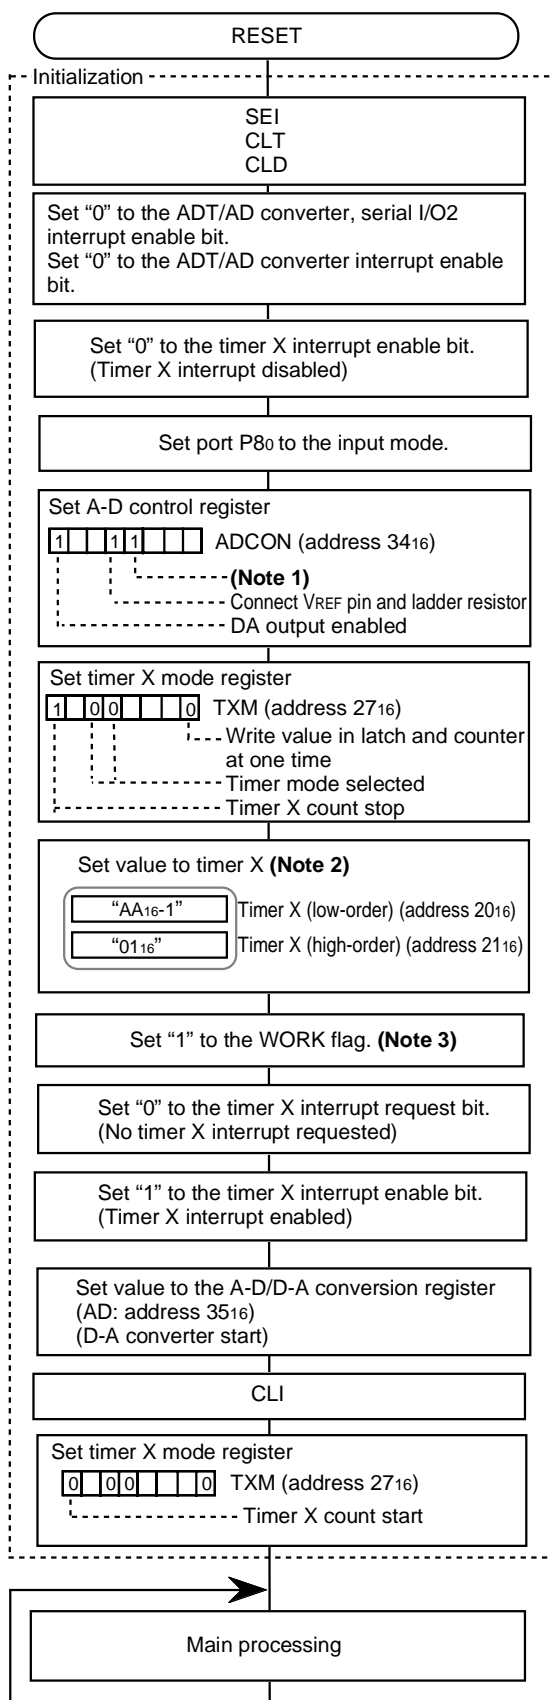 RESET
Initialization
SEI
CLT
CLD
Set “0” to the ADT/AD converter, serial I/O2
interrupt enable bit.
Set “0” to the ADT/AD converter interrupt enable
bit.
Set “0” to the timer X interrupt enable bit.
(Timer X interrupt disabled)
Set port P80 to the input mode.
Set A-D control register
1 1 1 ADCON (address 3416)
(Note 1)
Connect VREF pin and ladder resistor
DA output enabled
Set timer X mode register
1 0 0 0 TXM (address 2716)
Write value in latch and counter
at one time
Timer mode selected
Timer X count stop
Set value to timer X (Note 2)
“AA16-1” Timer X (low-order) (address 2016)
“0116” Timer X (high-order) (address 2116)
Set “1” to the WORK flag. (Note 3)
Set “0” to the timer X interrupt request bit.
(No timer X interrupt requested)
Set “1” to the timer X interrupt enable bit.
(Timer X interrupt enabled)
Set value to the A-D/D-A conversion register
(AD: address 3516)
(D-A converter start)
CLI
Set timer X mode register
0 0 0 0 TXM (address 2716)
Timer X count start
Main processing